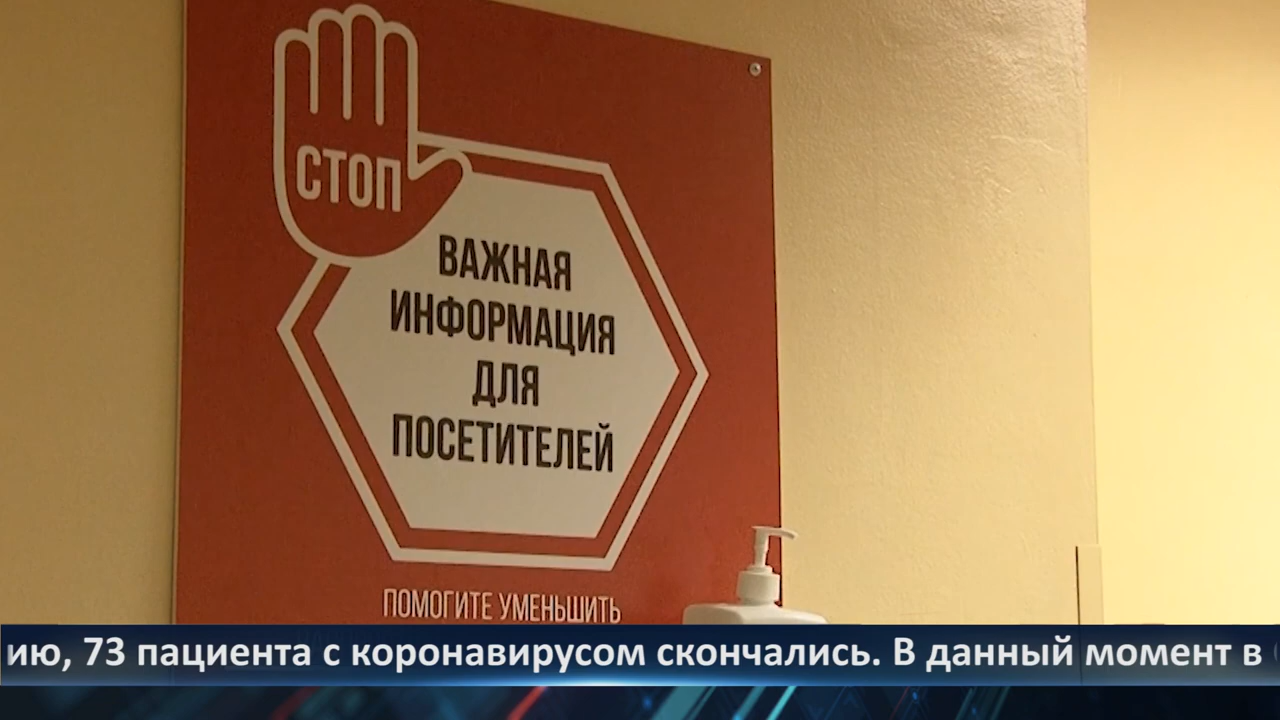 СТОП
ВАЖНАЯ
ИНФОРМАЦИЯ
ДЛЯ
ПОСЕТИТЕЛЕЙ
ПОМОГИТЕ УМЕНЬШИТЬ
ию, 73 пациента с коронавирусом скончались. В данный момент в